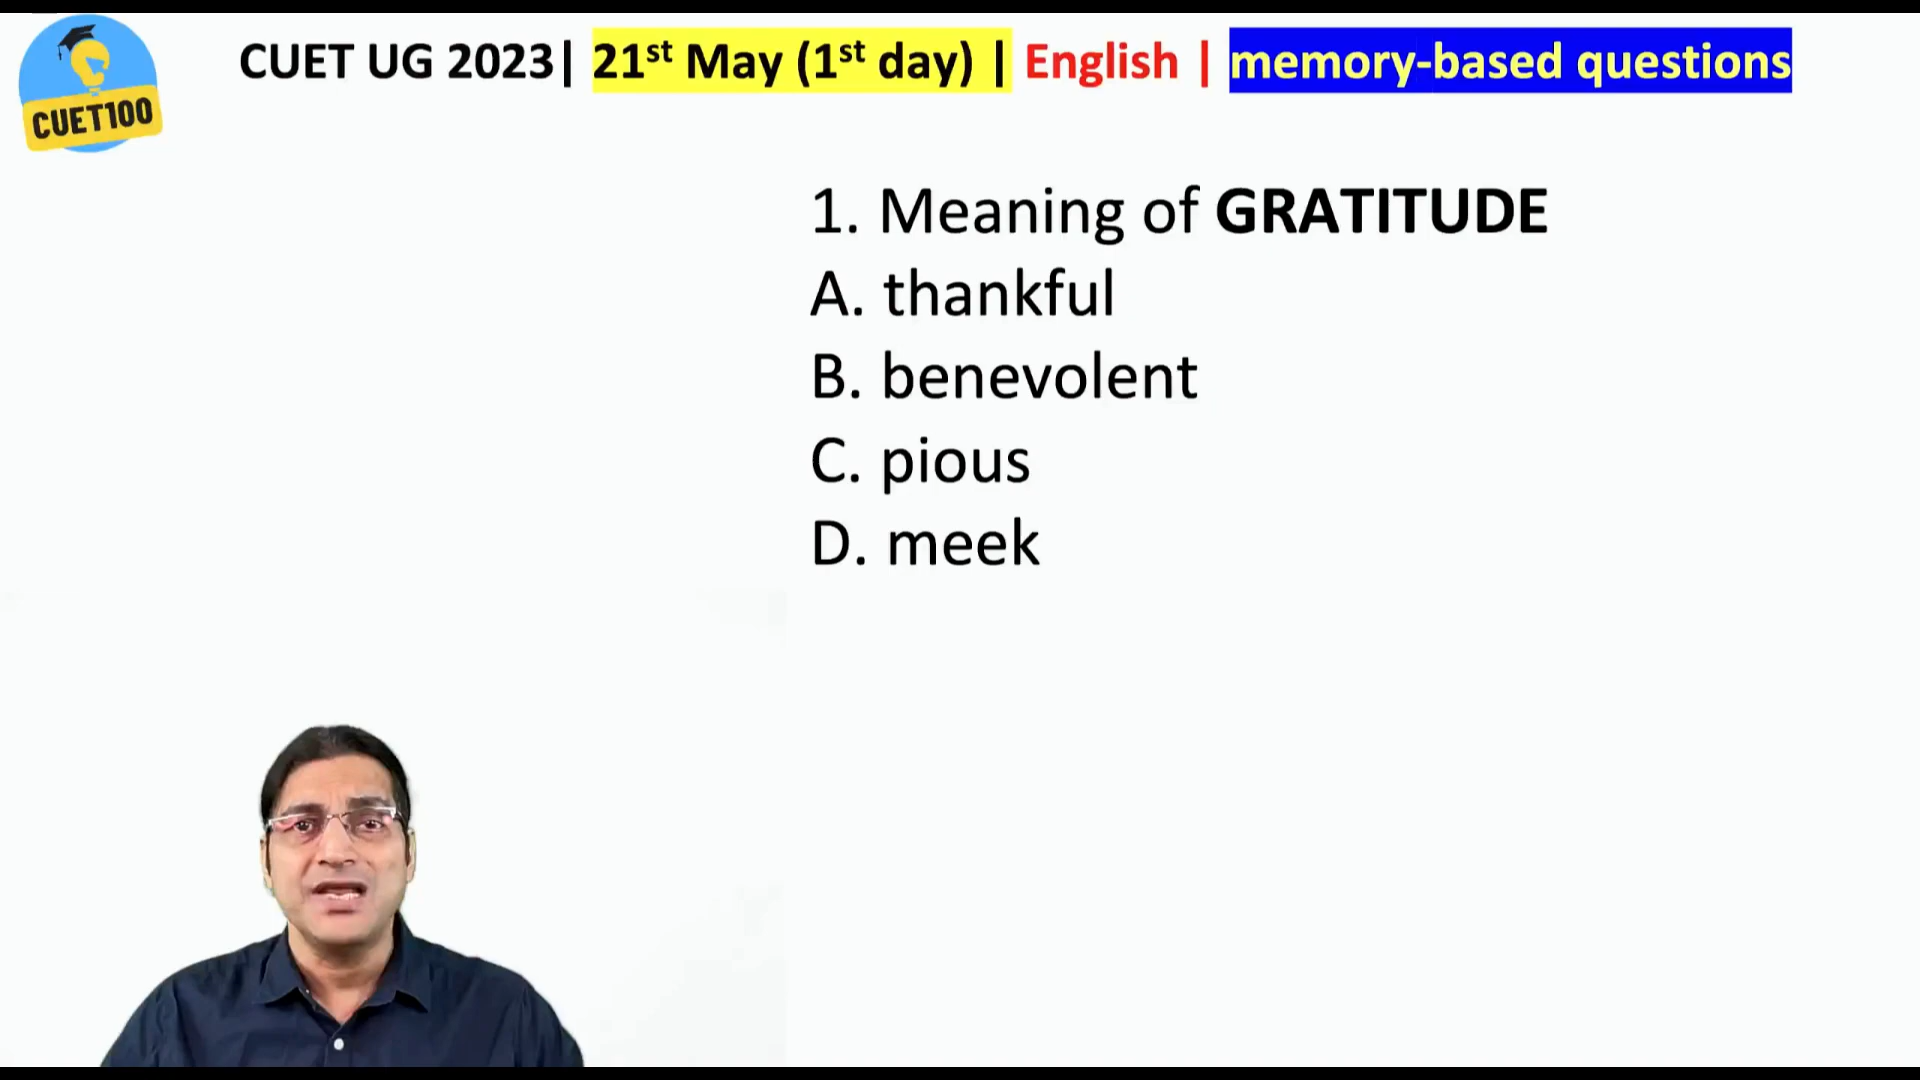 CUET UG 2023| 21st May (1st day) | English | memory-based questions
CUET100
1. Meaning of GRATITUDE
A. thankful
B. benevolent
C. pious
D. meek